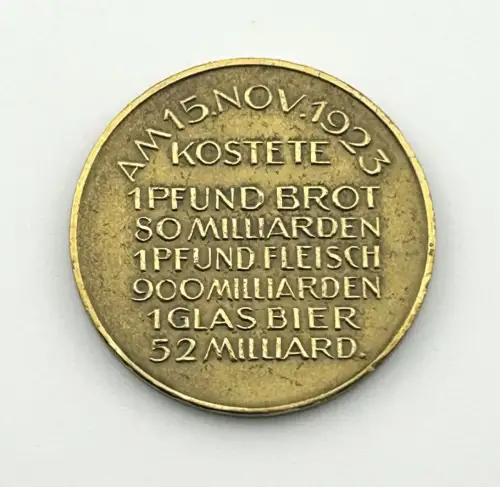 AM 15. NOV. 1923
KOSTETE
1 PFUND BROT
80 MILLIARDEN
1 PFUND FLEISCH
900 MILLIARDEN
1 GLAS BIER
52 MILLIARD.